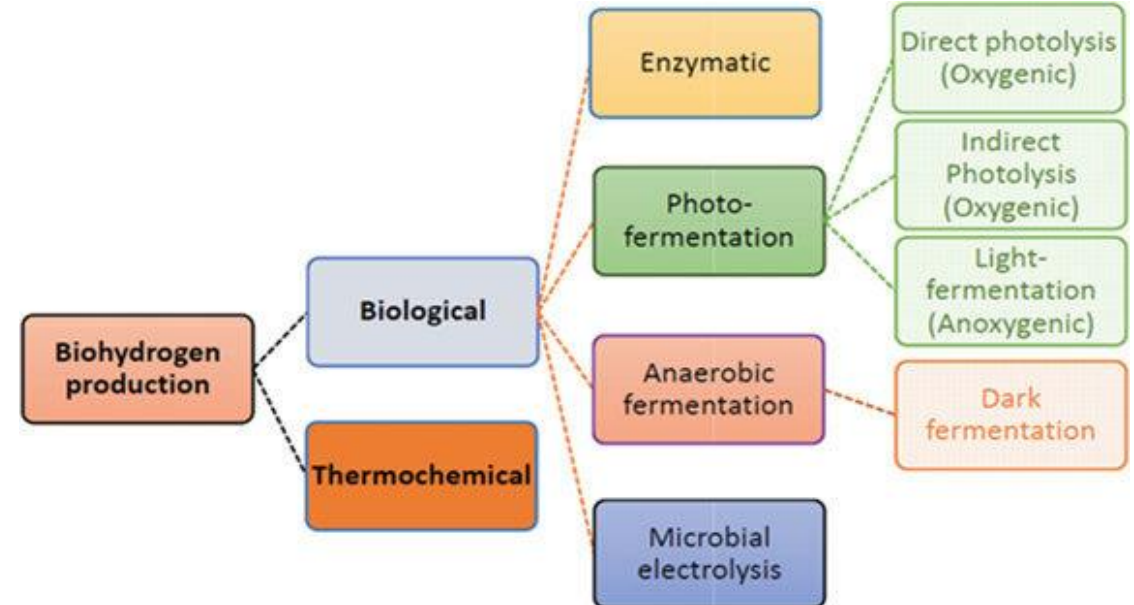 Biohydrogen
production
Biological
Thermochemical
Enzymatic
Photo-
fermentation
Anaerobic
fermentation
Microbial
electrolysis
Direct photolysis
(Oxygenic)
Indirect
Photolysis
(Oxygenic)
Light-
fermentation
(Anoxygenic)
Dark
fermentation